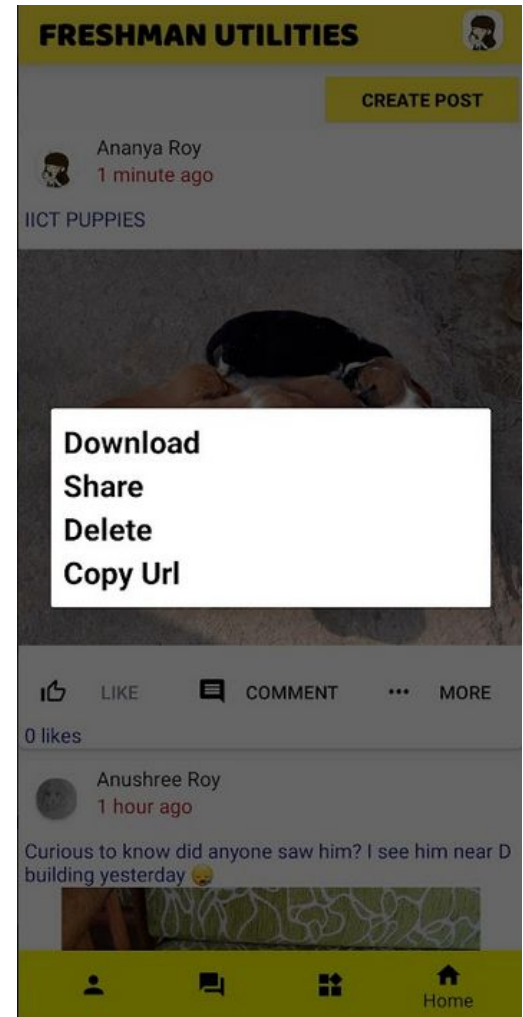 FRESHMAN UTILITIES
CREATE POST
Ananya Roy
1 minute ago
IICT PUPPIES
Download
Share
Delete
Copy Url
LIKE
COMMENT
MORE
0 likes
Anushree Roy
1 hour ago
Curious to know did anyone saw him? I see him near D
building yesterday 😞
Home